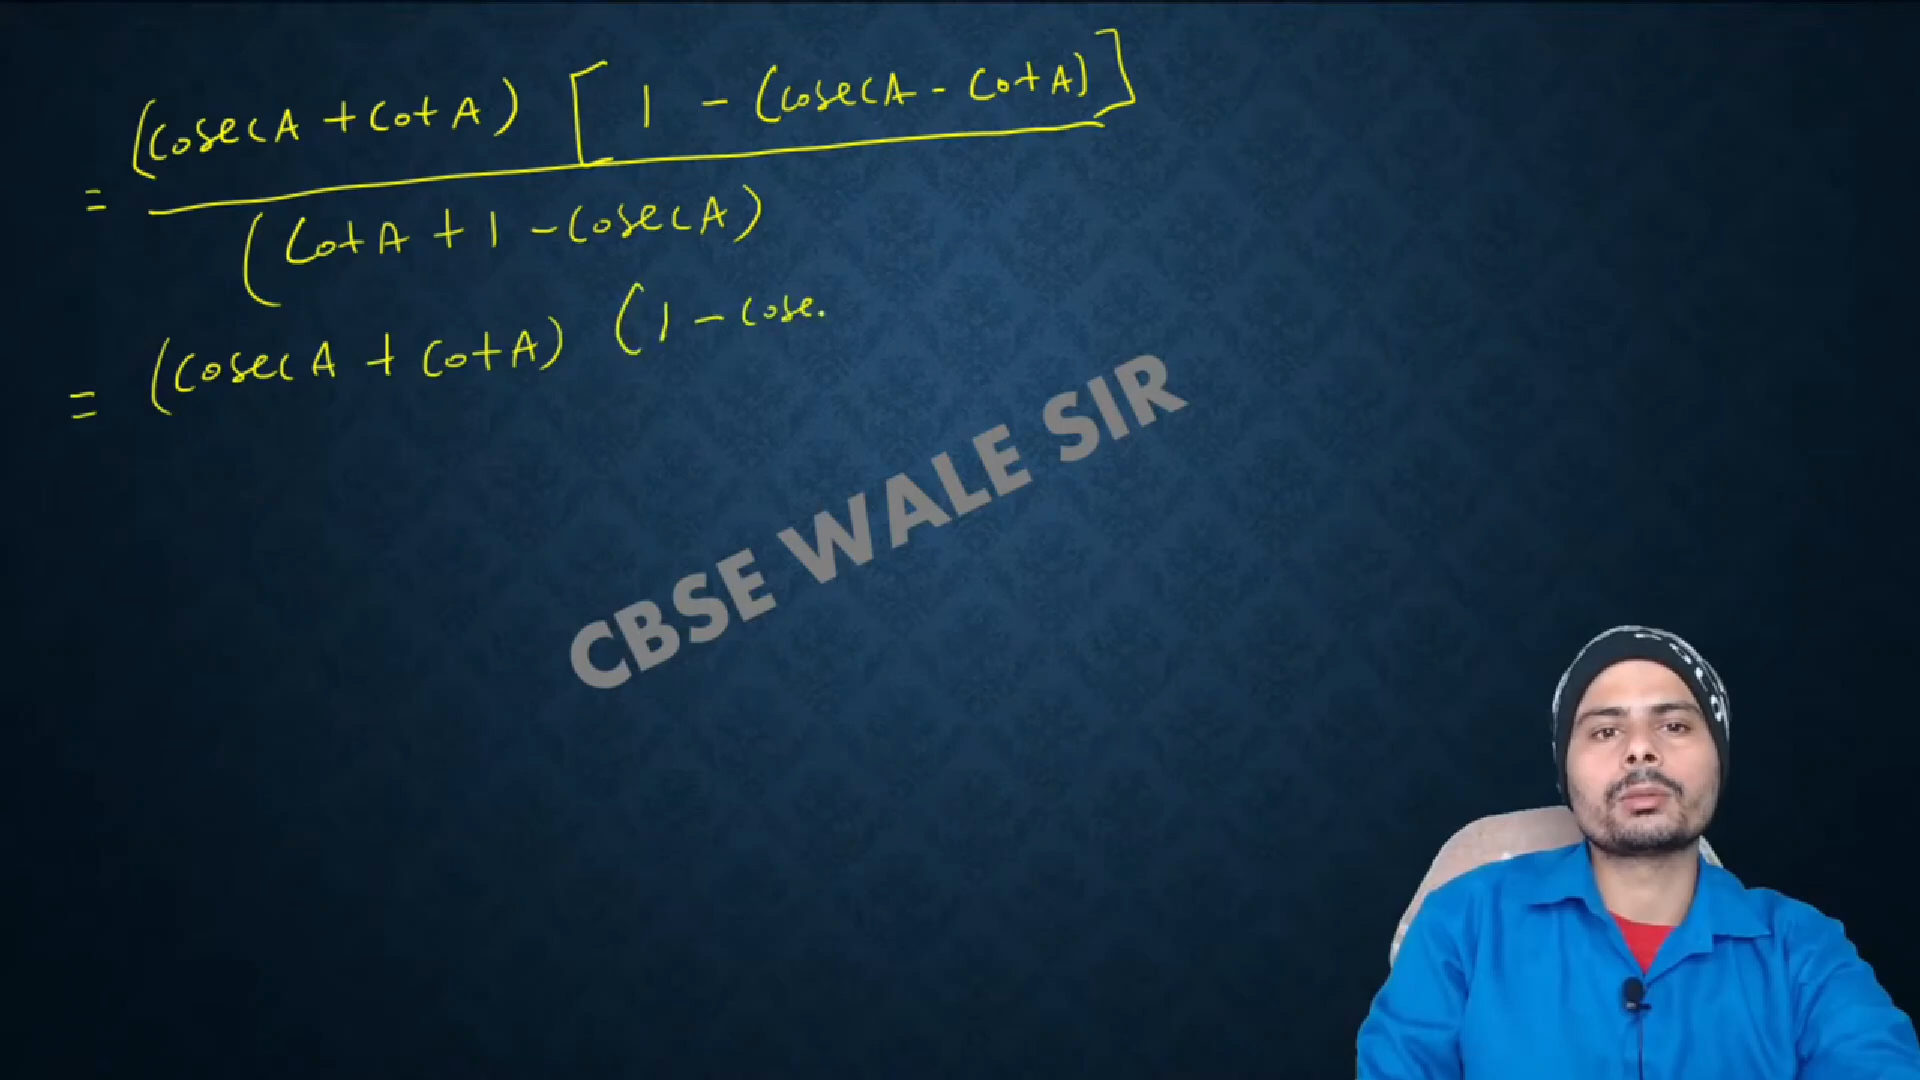 (cosecA + cotA) [1 - (cosecA - cotA)]
=
(cotA + 1 - cosecA)
= (cosecA + cotA) (1 - cose.
CBSE WALE SIR